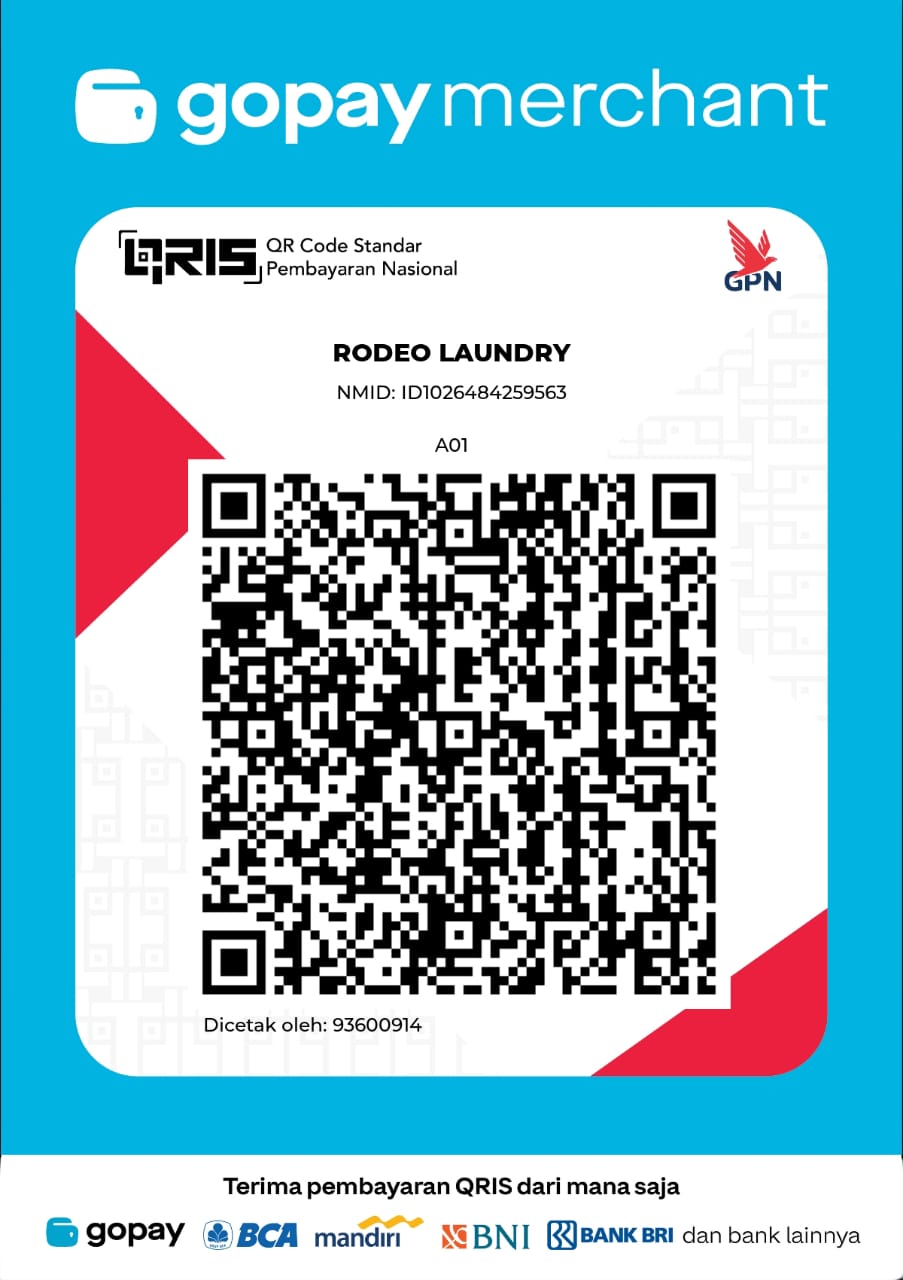 gopay merchant
QRIS QR Code Standar
Pembayaran Nasional
GPN
RODEO LAUNDRY
NMID: ID1026484259563
A01
Dicetak oleh: 93600914
Terima pembayaran QRIS dari mana saja
gopay BCA mandiri BNI BANK BRI dan bank lainnya